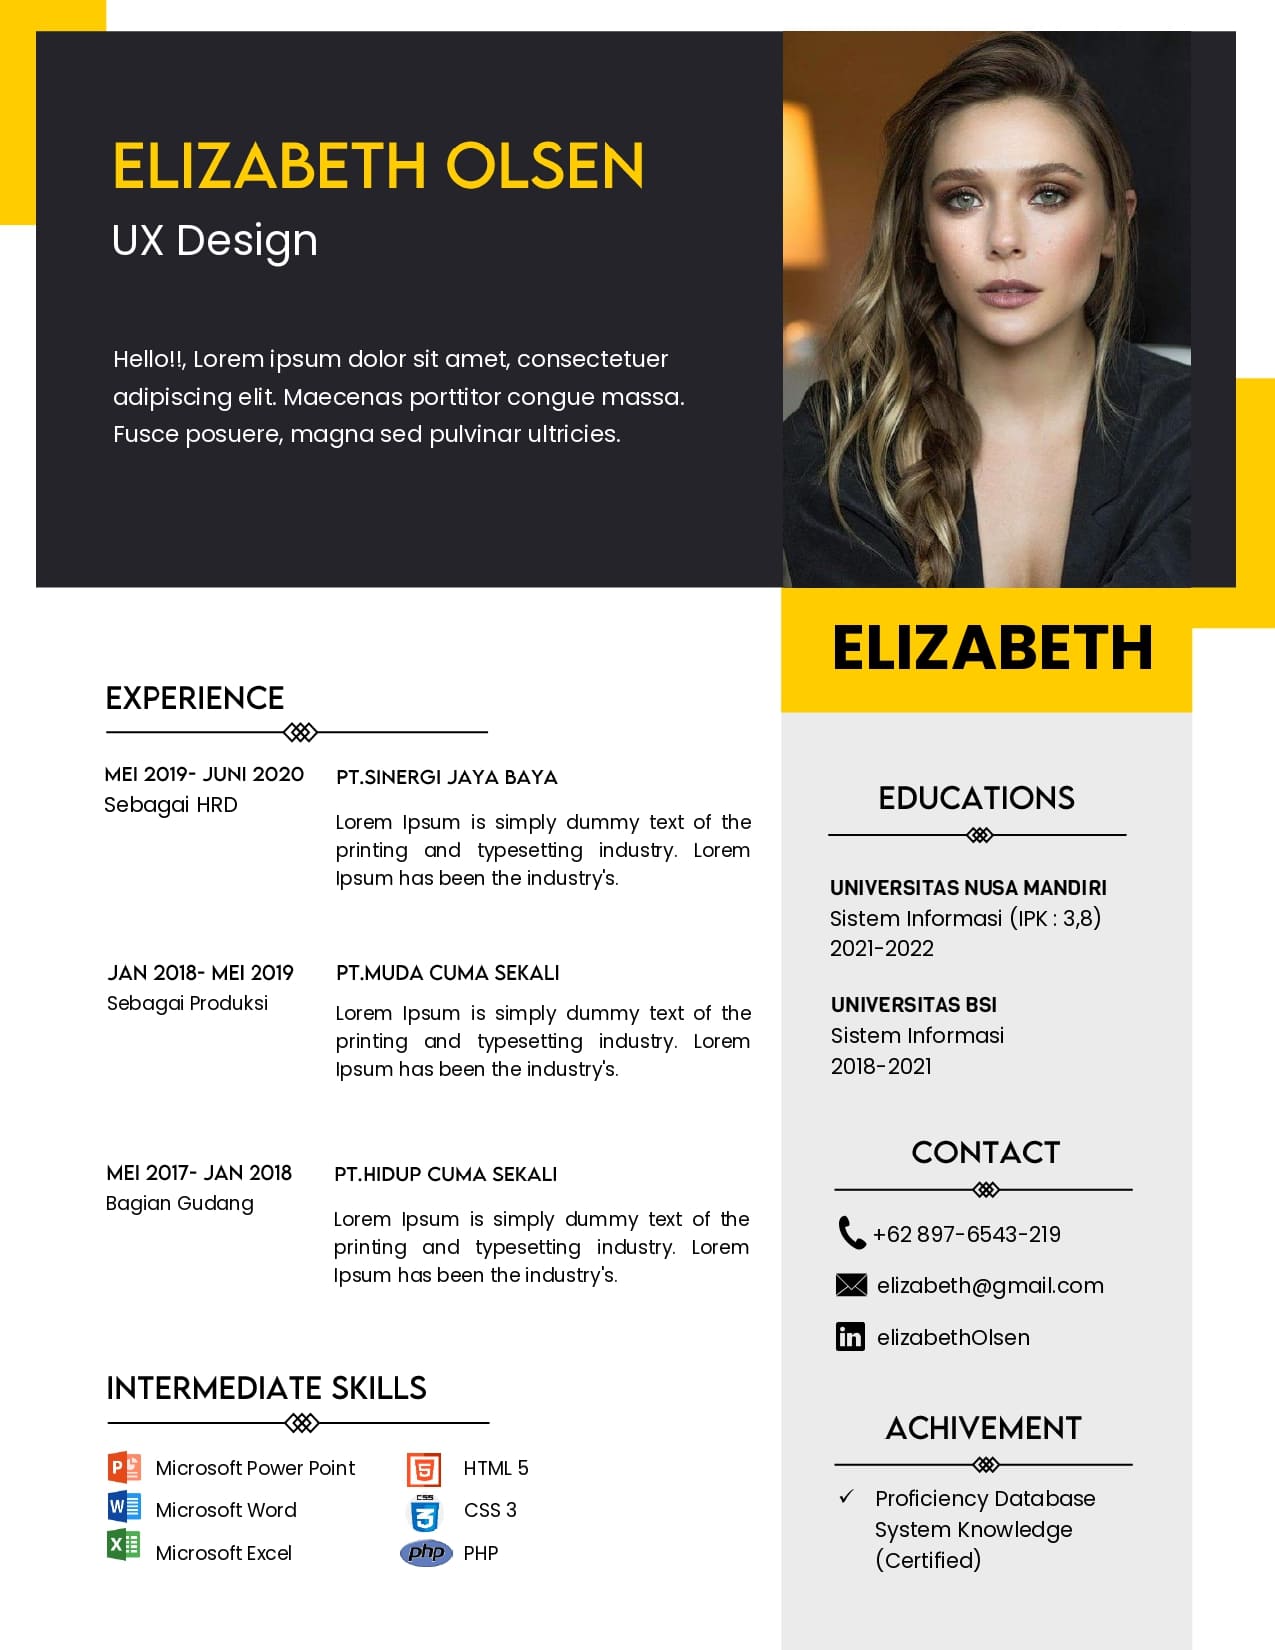 ELIZABETH OLSEN
UX Design
Hello!!, Lorem ipsum dolor sit amet, consectetuer
adipiscing elit. Maecenas porttitor congue massa.
Fusce posuere, magna sed pulvinar ultricies.
ELIZABETH
EXPERIENCE
MEI 2019- JUNI 2020
Sebagai HRD
PT.SINERGI JAYA BAYA
Lorem Ipsum is simply dummy text of the
printing and typesetting industry. Lorem
Ipsum has been the industry's.
JAN 2018- MEI 2019
Sebagai Produksi
PT.MUDA CUMA SEKALI
Lorem Ipsum is simply dummy text of the
printing and typesetting industry. Lorem
Ipsum has been the industry's.
MEI 2017- JAN 2018
Bagian Gudang
PT.HIDUP CUMA SEKALI
Lorem Ipsum is simply dummy text of the
printing and typesetting industry. Lorem
Ipsum has been the industry's.
INTERMEDIATE SKILLS
P
Microsoft Power Point
W
Microsoft Word
X
Microsoft Excel
5
HTML 5
CSS
3
CSS 3
php
PHP
EDUCATIONS
UNIVERSITAS NUSA MANDIRI
Sistem Informasi (IPK : 3,8)
2021-2022
UNIVERSITAS BSI
Sistem Informasi
2018-2021
CONTACT
+62 897-6543-219
elizabeth@gmail.com
in
elizabethOlsen
ACHIVEMENT
✓ Proficiency Database
System Knowledge
(Certified)